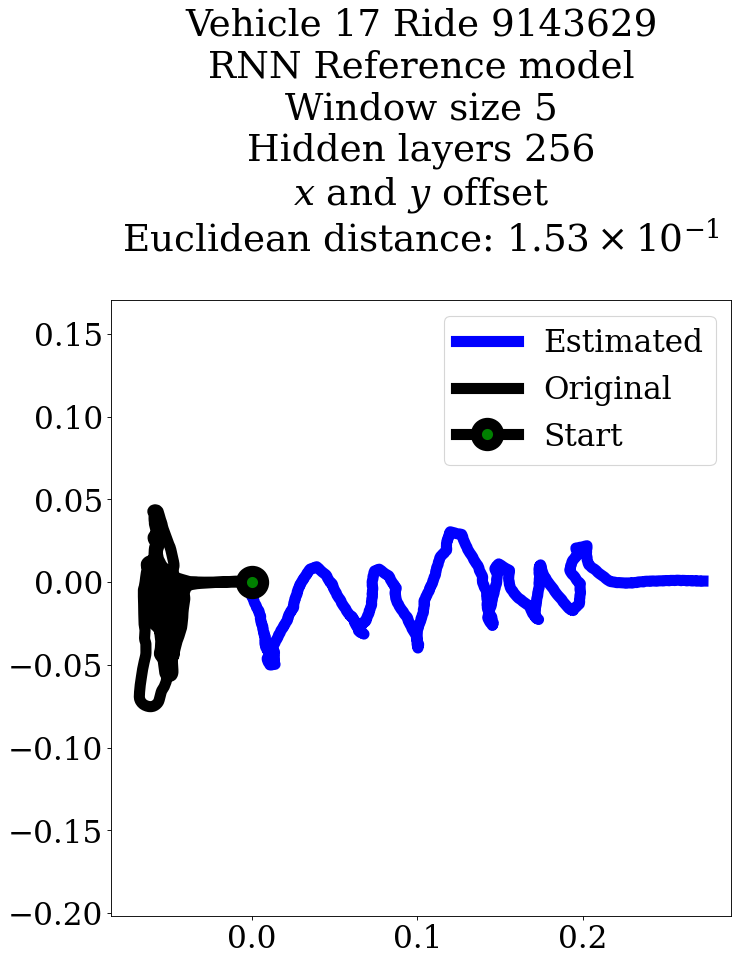 Vehicle 17 Ride 9143629
RNN Reference model
Window size 5
Hidden layers 256
x and y offset
Euclidean distance: 1.53 × 10⁻¹
Estimated
Original
Start
0.15
0.10
0.05
0.00
−0.05
−0.10
−0.15
−0.20
0.0 0.1 0.2